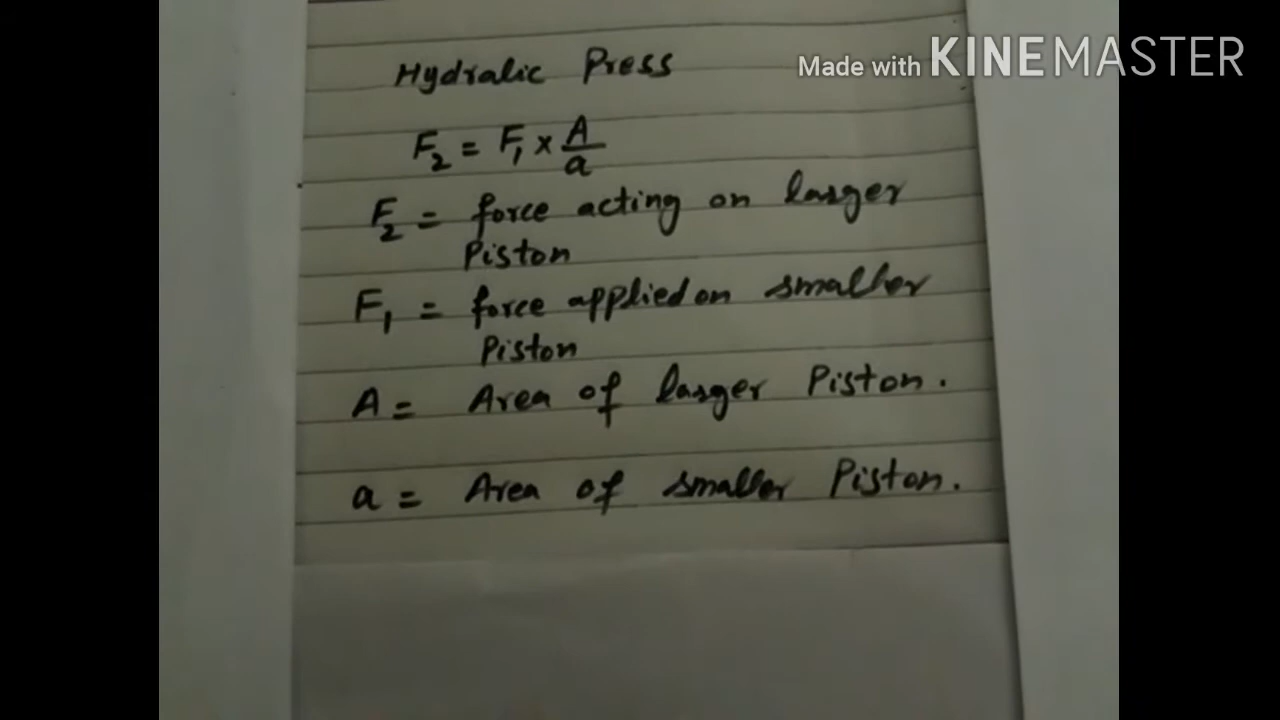 Made with KINEMASTER
Hydralic Press
F₂ = F₁ × A/a
F₂ = force acting on larger
Piston
F₁ = force applied on smaller
Piston
A = Area of larger Piston.
a = Area of smaller Piston.